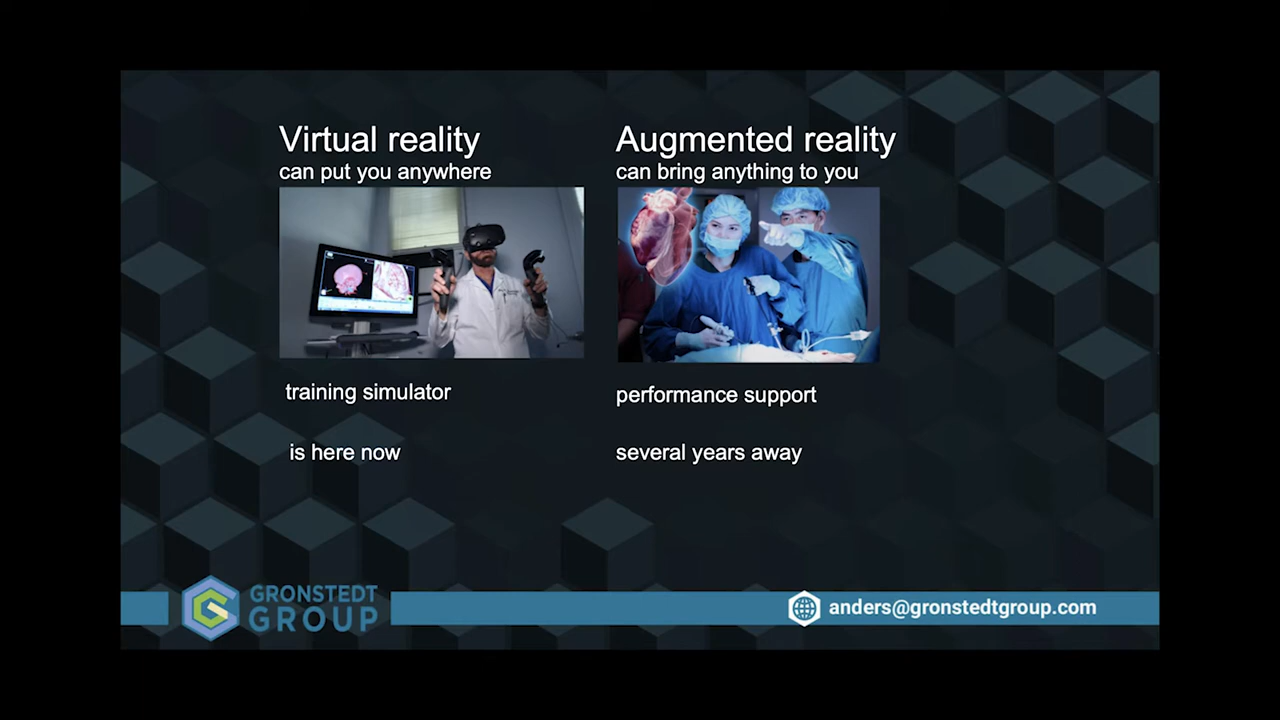 Virtual reality
can put you anywhere
training simulator
is here now
Augmented reality
can bring anything to you
performance support
several years away
GRONSTEDT
GROUP
anders@gronstedtgroup.com